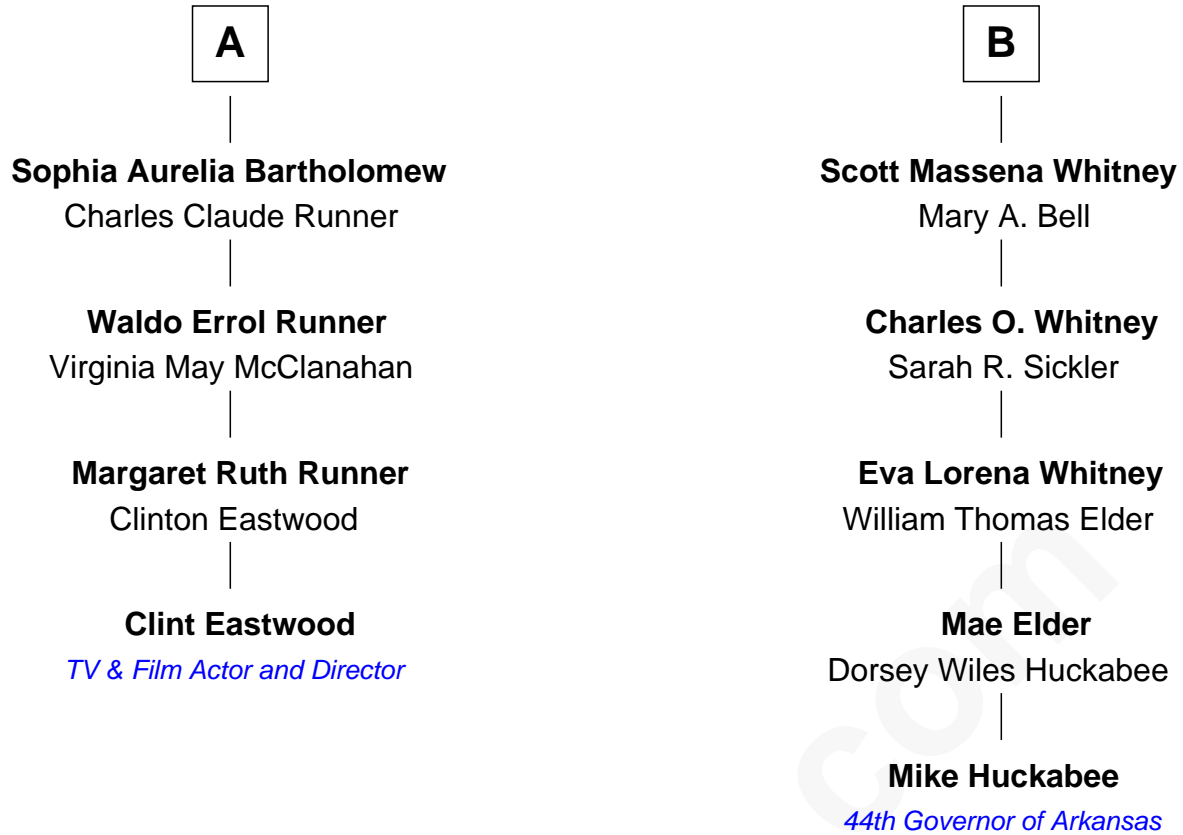 A
Sophia Aurelia Bartholomew
Charles Claude Runner
Waldo Errol Runner
Virginia May McClanahan
Margaret Ruth Runner
Clinton Eastwood
Clint Eastwood
TV & Film Actor and Director
B
Scott Massena Whitney
Mary A. Bell
Charles O. Whitney
Sarah R. Sickler
Eva Lorena Whitney
William Thomas Elder
Mae Elder
Dorsey Wiles Huckabee
Mike Huckabee
44th Governor of Arkansas
com